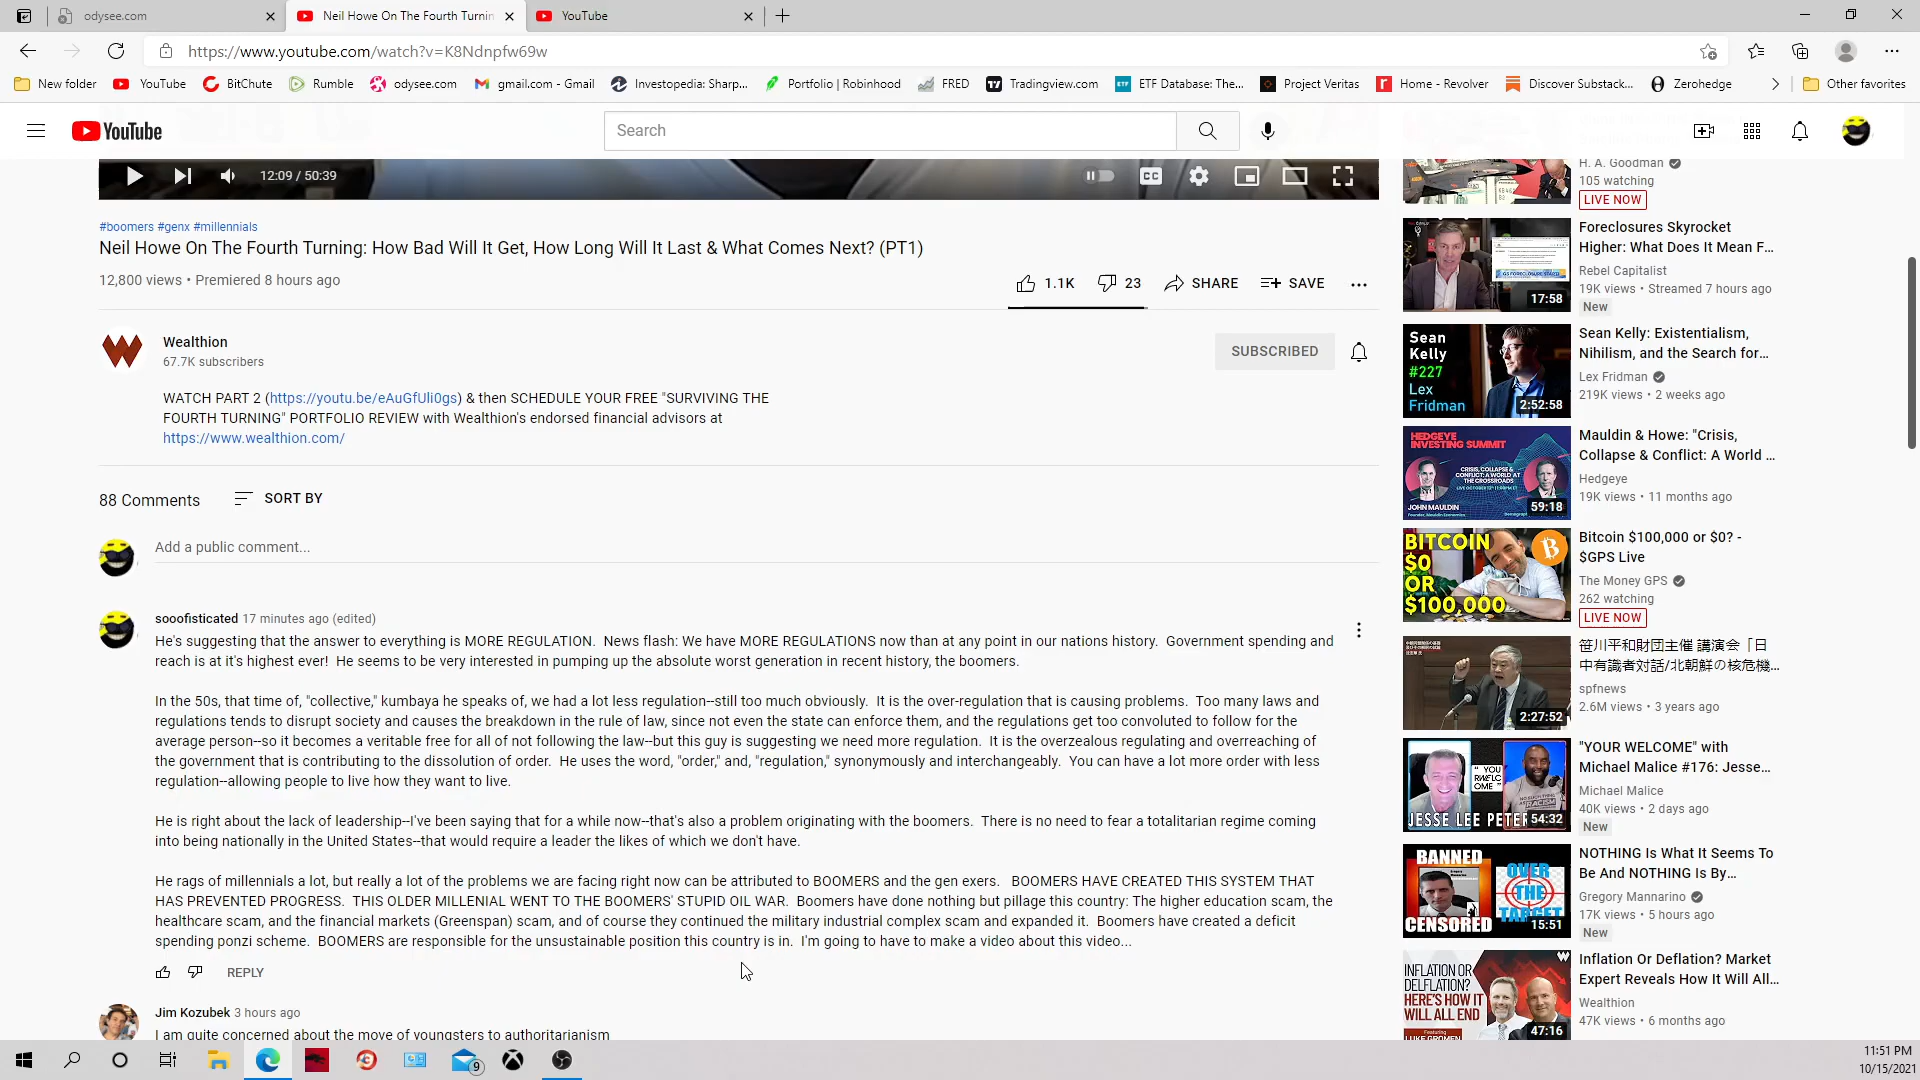 odysee.com
Neil Howe On The Fourth Turnin
YouTube
https://www.youtube.com/watch?v=K8Ndnpfw69w
New folder
YouTube
BitChute
Rumble
odysee.com
gmail.com - Gmail
Investopedia: Sharp...
Portfolio | Robinhood
FRED
Tradingview.com
ETF Database: The...
Project Veritas
Home - Revolver
Discover Substack...
Zerohedge
Other favorites
YouTube
Search
12:09 / 50:39
CC
#boomers #genx #millennials
Neil Howe On The Fourth Turning: How Bad Will It Get, How Long Will It Last & What Comes Next? (PT1)
12,800 views • Premiered 8 hours ago
1.1K
23
SHARE
SAVE
Wealthion
67.7K subscribers
SUBSCRIBED
WATCH PART 2 (https://youtu.be/eAuGfUli0gs) & then SCHEDULE YOUR FREE "SURVIVING THE
FOURTH TURNING" PORTFOLIO REVIEW with Wealthion's endorsed financial advisors at
https://www.wealthion.com/
88 Comments
SORT BY
Add a public comment...
sooofisticated 17 minutes ago (edited)
He's suggesting that the answer to everything is MORE REGULATION.  News flash: We have MORE REGULATIONS now than at any point in our nations history.  Government spending and
reach is at it's highest ever!  He seems to be very interested in pumping up the absolute worst generation in recent history, the boomers.
In the 50s, that time of, "collective," kumbaya he speaks of, we had a lot less regulation--still too much obviously.  It is the over-regulation that is causing problems.  Too many laws and
regulations tends to disrupt society and causes the breakdown in the rule of law, since not even the state can enforce them, and the regulations get too convoluted to follow for the
average person--so it becomes a veritable free for all of not following the law--but this guy is suggesting we need more regulation.  It is the overzealous regulating and overreaching of
the government that is contributing to the dissolution of order.  He uses the word, "order," and, "regulation," synonymously and interchangeably.  You can have a lot more order with less
regulation--allowing people to live how they want to live.
He is right about the lack of leadership--I've been saying that for a while now--that's also a problem originating with the boomers.  There is no need to fear a totalitarian regime coming
into being nationally in the United States--that would require a leader the likes of which we don't have.
He rags of millennials a lot, but really a lot of the problems we are facing right now can be attributed to BOOMERS and the gen exers.   BOOMERS HAVE CREATED THIS SYSTEM THAT
HAS PREVENTED PROGRESS.  THIS OLDER MILLENIAL WENT TO THE BOOMERS' STUPID OIL WAR.  Boomers have done nothing but pillage this country: The higher education scam, the
healthcare scam, and the financial markets (Greenspan) scam, and of course they continued the military industrial complex scam and expanded it.  Boomers have created a deficit
spending ponzi scheme.  BOOMERS are responsible for the unsustainable position this country is in.  I'm going to have to make a video about this video...
REPLY
Jim Kozubek 3 hours ago
I am quite concerned about the move of youngsters to authoritarianism
H. A. Goodman
105 watching
LIVE NOW
17:58
Foreclosures Skyrocket
Higher: What Does It Mean F...
Rebel Capitalist
19K views • Streamed 7 hours ago
New
Sean
Kelly
#227
Lex
Fridman
2:52:58
Sean Kelly: Existentialism,
Nihilism, and the Search for...
Lex Fridman
219K views • 2 weeks ago
HEDGEYE
INVESTING SUMMIT
CRISIS, COLLAPSE &
CONFLICT: A WORLD AT
THE CROSSROADS
JOHN MAULDIN
59:18
Mauldin & Howe: "Crisis,
Collapse & Conflict: A World ...
Hedgeye
19K views • 11 months ago
BITCOIN
$0
OR
$100,000
Bitcoin $100,000 or $0? -
$GPS Live
The Money GPS
262 watching
LIVE NOW
2:27:52
笹川平和財団主催 講演会「日
中有識者対話/北朝鮮の核危機...
spfnews
2.6M views • 3 years ago
" YOU
RWELC
OME "
JESSE LEE PETER
54:32
"YOUR WELCOME" with
Michael Malice #176: Jesse...
Michael Malice
40K views • 2 days ago
New
BANNED
CENSORED
OVER
THE
TARGET
15:51
NOTHING Is What It Seems To
Be And NOTHING Is By...
Gregory Mannarino
17K views • 5 hours ago
New
INFLATION OR
DELFLATION?
HERE'S HOW IT
WILL ALL END
Featuring
LUKE GROMEN
47:16
Inflation Or Deflation? Market
Expert Reveals How It Will All...
Wealthion
47K views • 6 months ago
9
11:51 PM
10/15/2021